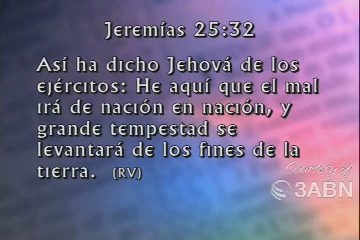 Jeremías 25:32
Así ha dicho Jehová de los
ejércitos: He aquí que el mal
irá de nación en nación, y
grande tempestad se
levantará de los fines de la
tierra. (RV)
Courtesy of
3ABN